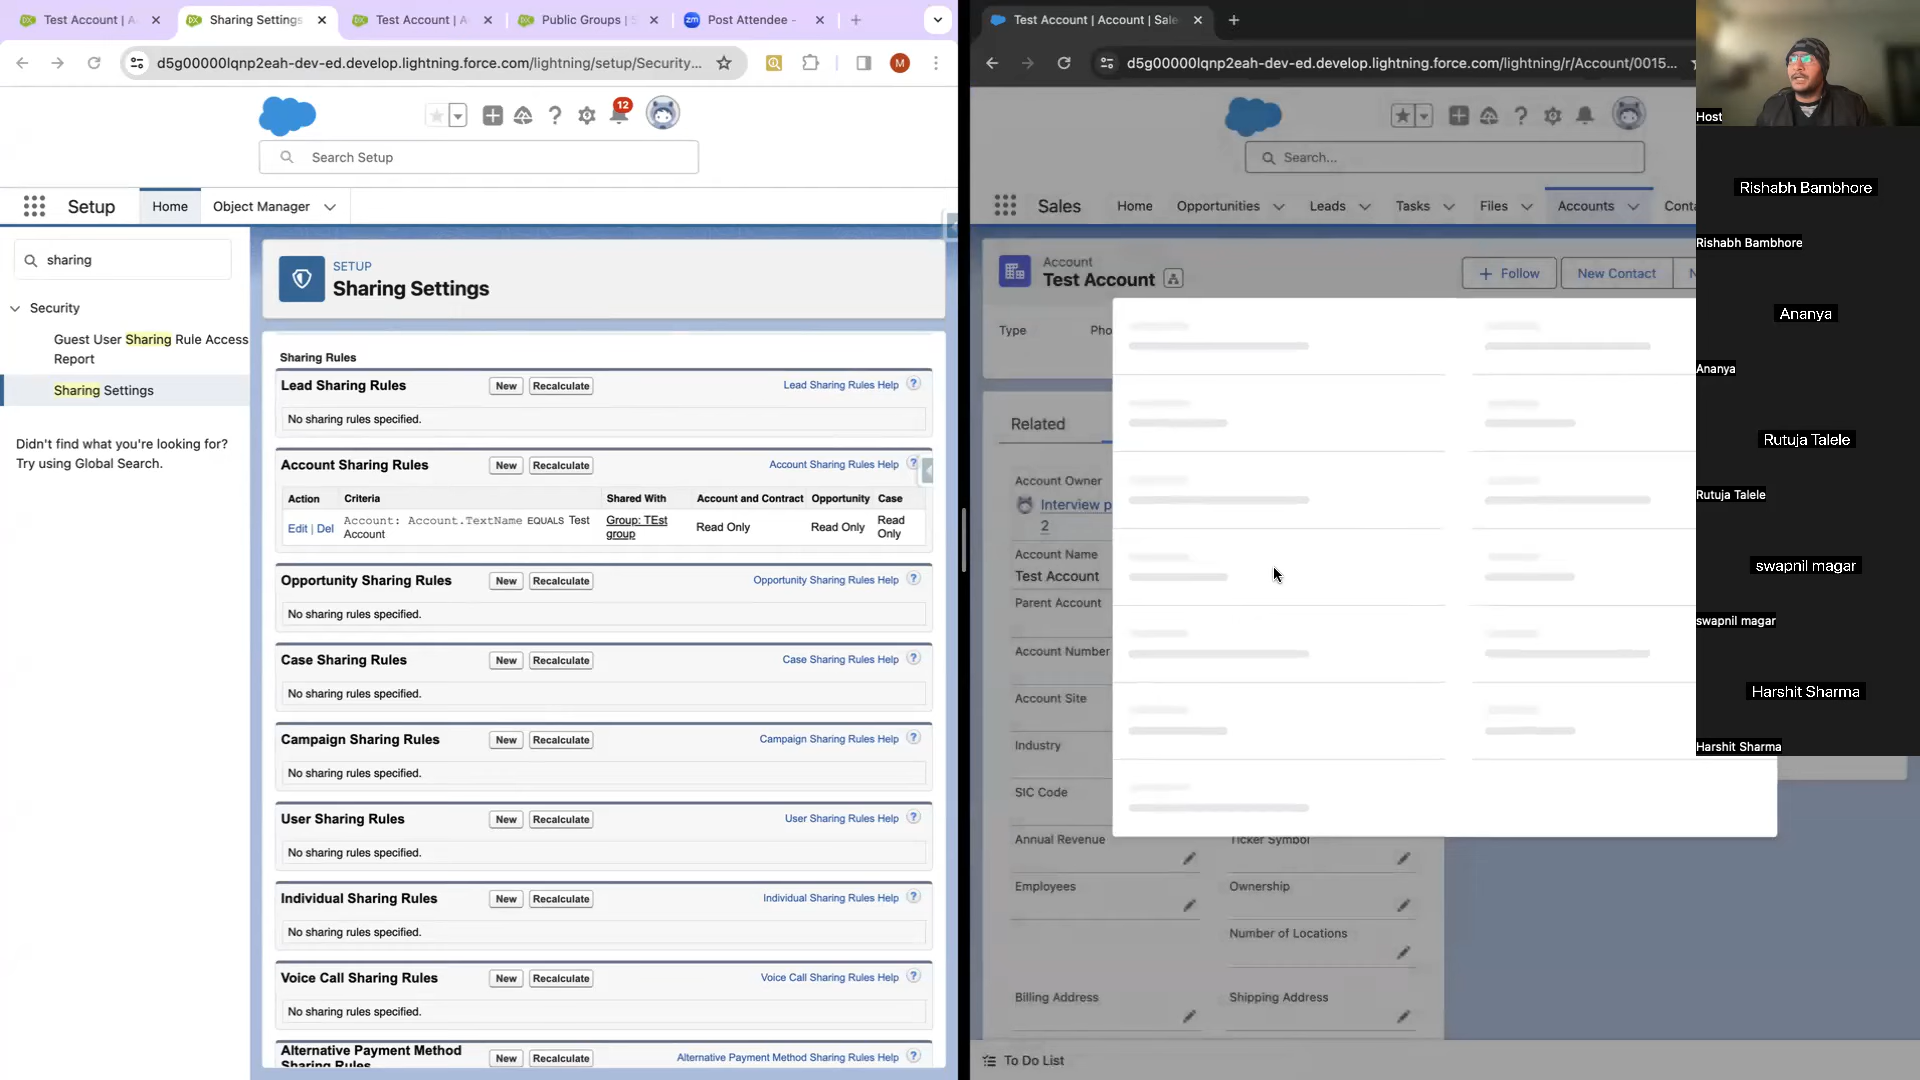 Test Account | A
Sharing Settings
Test Account | A
Public Groups | S
Post Attendee -
d5g00000lqnp2eah-dev-ed.develop.lightning.force.com/lightning/setup/Security...
M
12
Search Setup
Setup
Home
Object Manager
sharing
Security
Guest User Sharing Rule Access
Report
Sharing Settings
Didn't find what you're looking for?
Try using Global Search.
SETUP
Sharing Settings
Sharing Rules
Lead Sharing Rules
New
Recalculate
Lead Sharing Rules Help
?
No sharing rules specified.
Account Sharing Rules
New
Recalculate
Account Sharing Rules Help
?
Action Criteria Shared With Account and Contract Opportunity Case
Edit | Del Account: Account.TextName EQUALS Test Group: TEst Read Only Read Only Read
Account group Only
Opportunity Sharing Rules
New
Recalculate
Opportunity Sharing Rules Help
?
No sharing rules specified.
Case Sharing Rules
New
Recalculate
Case Sharing Rules Help
?
No sharing rules specified.
Campaign Sharing Rules
New
Recalculate
Campaign Sharing Rules Help
?
No sharing rules specified.
User Sharing Rules
New
Recalculate
User Sharing Rules Help
?
No sharing rules specified.
Individual Sharing Rules
New
Recalculate
Individual Sharing Rules Help
?
No sharing rules specified.
Voice Call Sharing Rules
New
Recalculate
Voice Call Sharing Rules Help
?
No sharing rules specified.
Alternative Payment Method
Sharing Rules
New
Recalculate
Alternative Payment Method Sharing Rules Help
?
Test Account | Account | Sale
d5g00000lqnp2eah-dev-ed.develop.lightning.force.com/lightning/r/Account/0015...
Search...
Sales
Home
Opportunities
Leads
Tasks
Files
Accounts
Conta
Account
Test Account
Follow
New Contact
N
Type
Pho
Related
Account Owner
Interview p
2
Account Name
Test Account
Parent Account
Account Number
Account Site
Industry
SIC Code
Annual Revenue
Ticker Symbol
Employees
Ownership
Number of Locations
Billing Address
Shipping Address
To Do List
Host
Rishabh Bambhore
Rishabh Bambhore
Ananya
Ananya
Rutuja Talele
Rutuja Talele
swapnil magar
swapnil magar
Harshit Sharma
Harshit Sharma